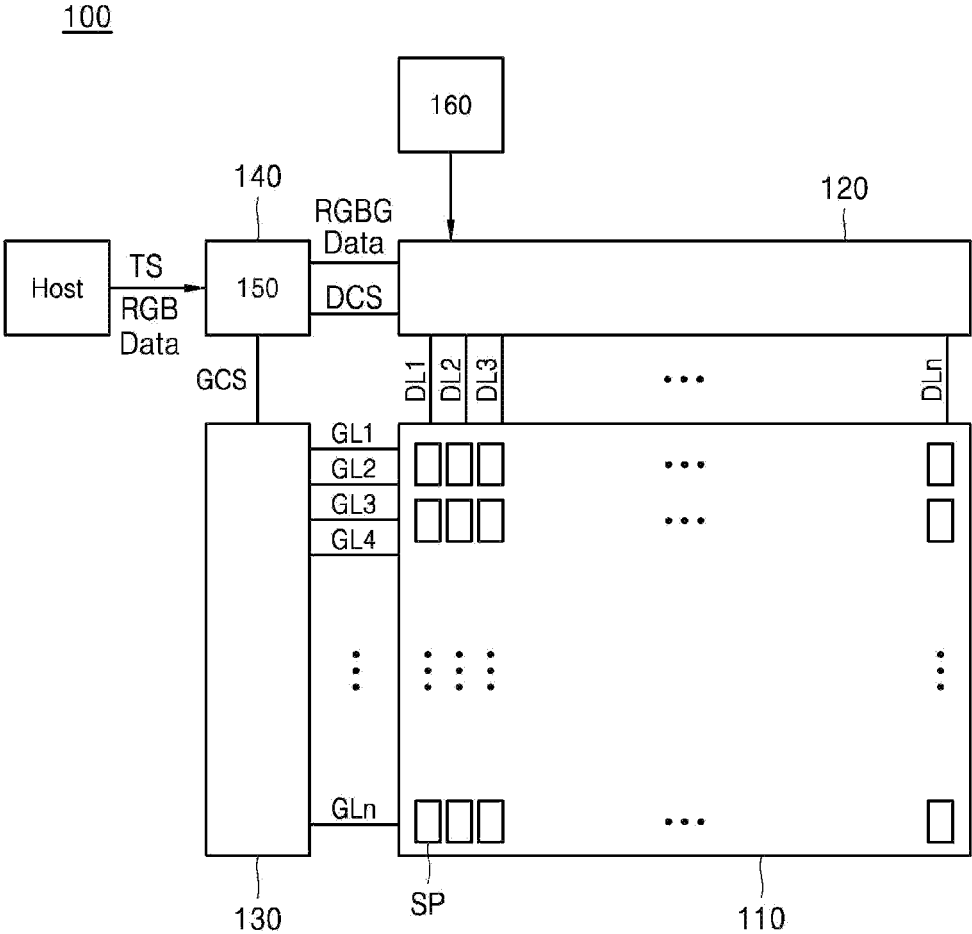 100
160
140
120
RGBG
Data
Host
TS
150
DCS
RGB
Data
GCS
DL1
DL2
DL3
DLn
GL1
GL2
GL3
GL4
GLn
130
SP
110